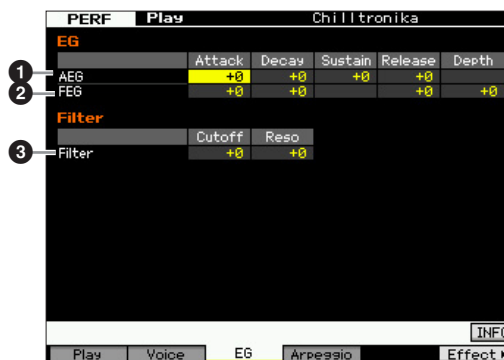 PERF Play Chilltronika
EG
Attack Decay Sustain Release Depth
1 AEG +0 +0 +0 +0
2 FEG +0 +0 +0 +0
Filter
Cutoff Reso
3 Filter +0 +0
INFO
Play Voice EG Arpeggio Effect